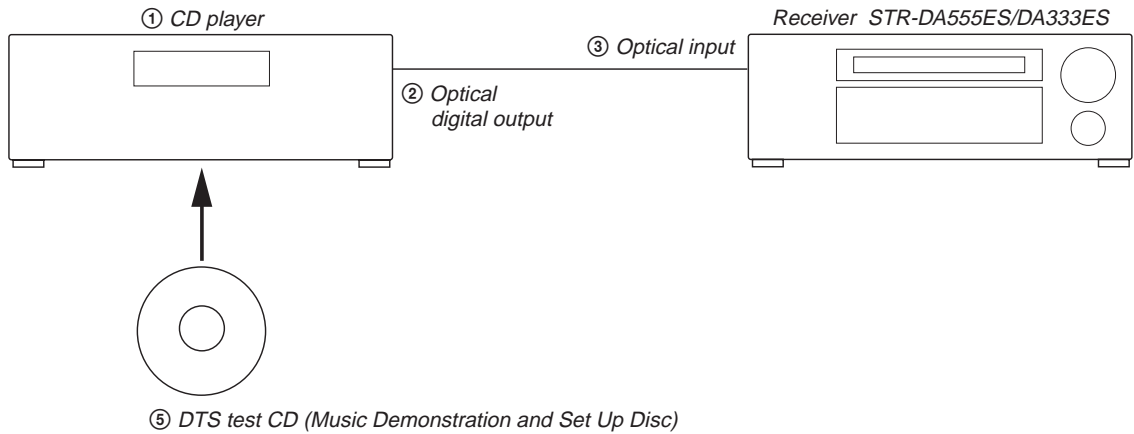 ① CD player
Receiver STR-DA555ES/DA333ES
③ Optical input
② Optical
digital output
⑤ DTS test CD (Music Demonstration and Set Up Disc)